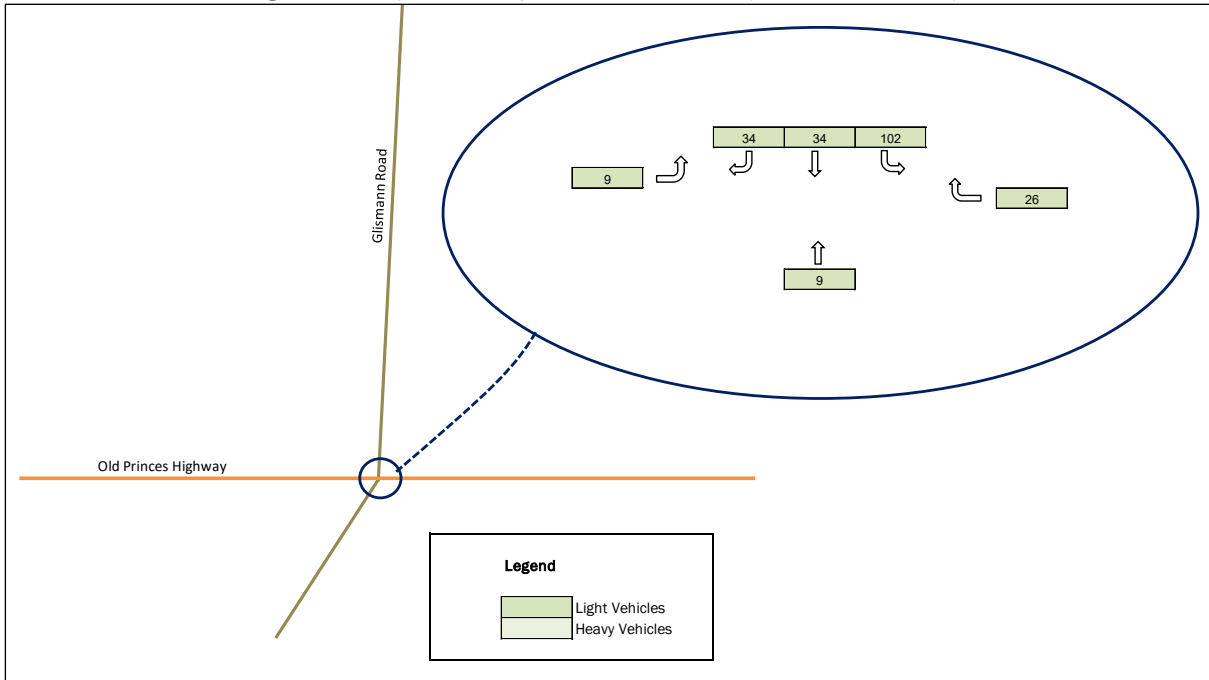 34 34 102
9
26
9
Glismann Road
Old Princes Highway
Legend
Light Vehicles
Heavy Vehicles